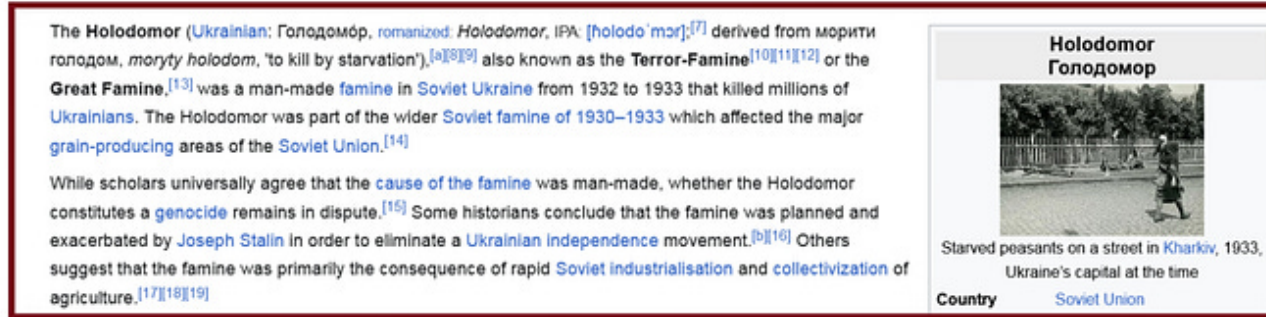 The Holodomor (Ukrainian: Голодомо́р, romanized: Holodomor, IPA: [ɦolodoˈmɔr];[7] derived from морити
голодом, moryty holodom, 'to kill by starvation'),[a][8][9] also known as the Terror-Famine[10][11][12] or the
Great Famine,[13] was a man-made famine in Soviet Ukraine from 1932 to 1933 that killed millions of
Ukrainians. The Holodomor was part of the wider Soviet famine of 1930–1933 which affected the major
grain-producing areas of the Soviet Union.[14]
While scholars universally agree that the cause of the famine was man-made, whether the Holodomor
constitutes a genocide remains in dispute.[15] Some historians conclude that the famine was planned and
exacerbated by Joseph Stalin in order to eliminate a Ukrainian independence movement.[b][16] Others
suggest that the famine was primarily the consequence of rapid Soviet industrialisation and collectivization of
agriculture.[17][18][19]
Holodomor
Голодомор
Starved peasants on a street in Kharkiv, 1933,
Ukraine's capital at the time
Country Soviet Union